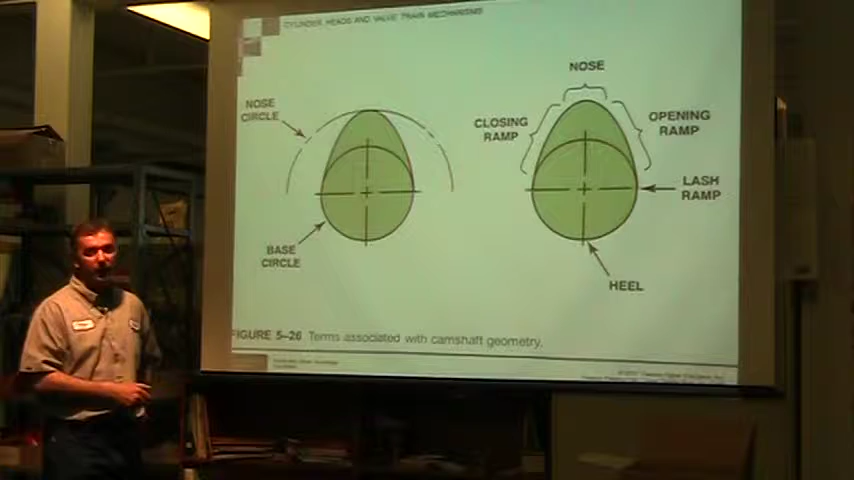 CYLINDER HEADS AND VALVE TRAIN MECHANISMS
NOSE
CIRCLE
BASE
CIRCLE
NOSE
CLOSING
RAMP
OPENING
RAMP
LASH
RAMP
HEEL
FIGURE 5–26 Terms associated with camshaft geometry.